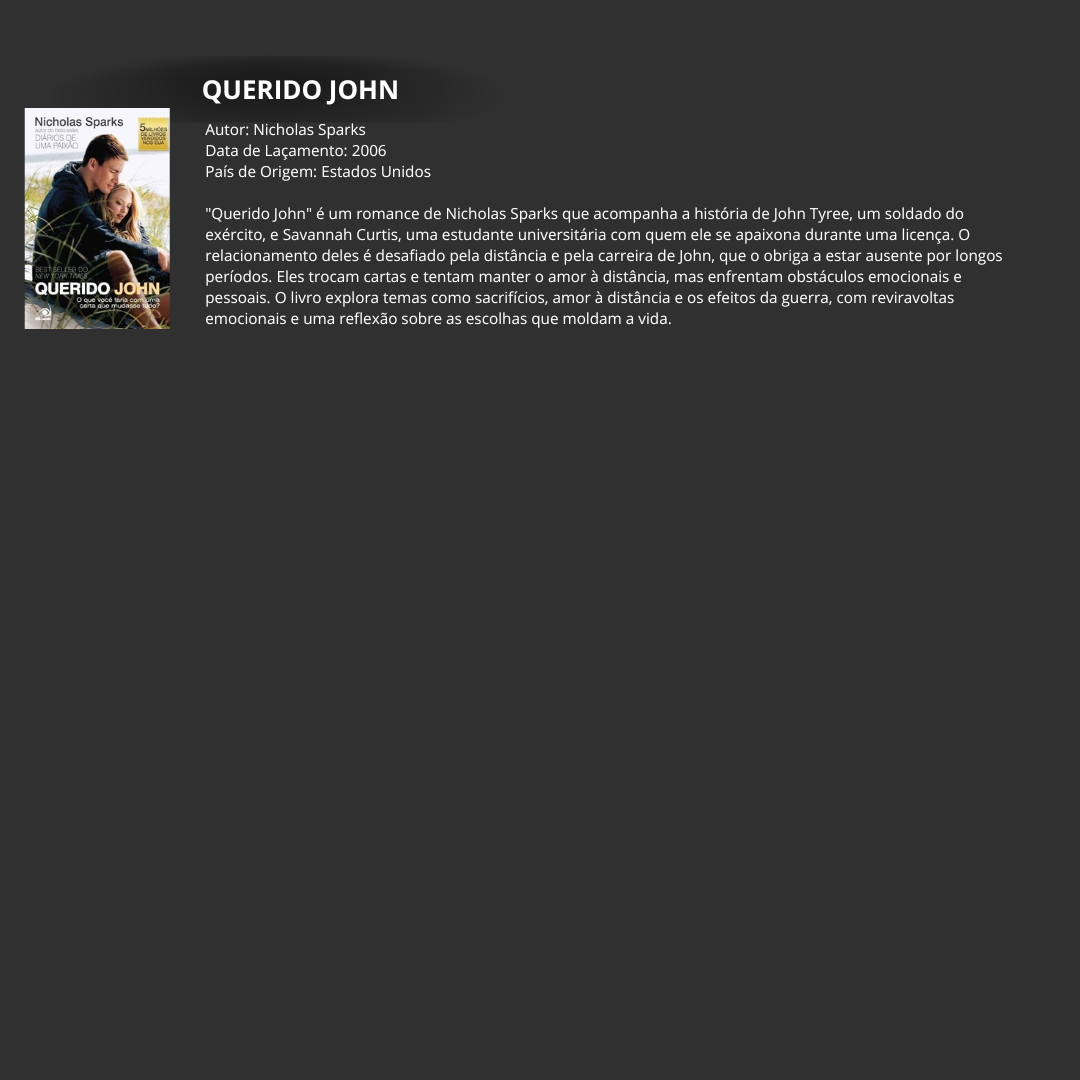 QUERIDO JOHN
Autor: Nicholas Sparks
Data de Laçamento: 2006
País de Origem: Estados Unidos
"Querido John" é um romance de Nicholas Sparks que acompanha a história de John Tyree, um soldado do
exército, e Savannah Curtis, uma estudante universitária com quem ele se apaixona durante uma licença. O
relacionamento deles é desafiado pela distância e pela carreira de John, que o obriga a estar ausente por longos
períodos. Eles trocam cartas e tentam manter o amor à distância, mas enfrentam obstáculos emocionais e
pessoais. O livro explora temas como sacrifícios, amor à distância e os efeitos da guerra, com reviravoltas
emocionais e uma reflexão sobre as escolhas que moldam a vida.
Nicholas Sparks
autor do best-seller
DIÁRIOS DE
UMA PAIXÃO
5 MILHÕES
DE LIVROS
VENDIDOS
NOS EUA
BEST-SELLER DO
NEW YORK TIMES
QUERIDO JOHN
O que você faria com uma
carta que mudasse tudo?